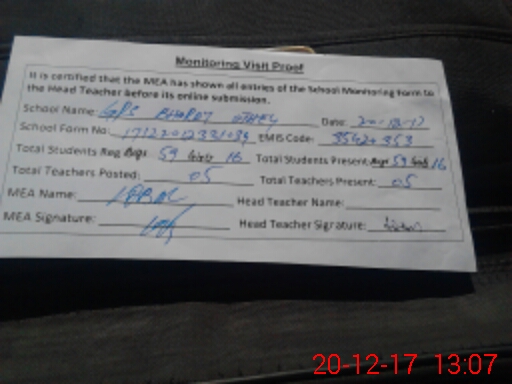 Monitoring Visit Proof
It is certified that the MEA has shown all entries of the School Monitoring Form to
the Head Teacher before its online submission.
School Name: GPS Date: 20-12-17
School Form No: EMIS Code:
Total Students Reg Boys 59 Girls 16 Total Students Present: Boys 59 Girls 16
Total Teachers Posted: 05 Total Teachers Present: 05
MEA Name: IQBAL Head Teacher Name:
MEA Signature: Head Teacher Signature:
20-12-17 13:07